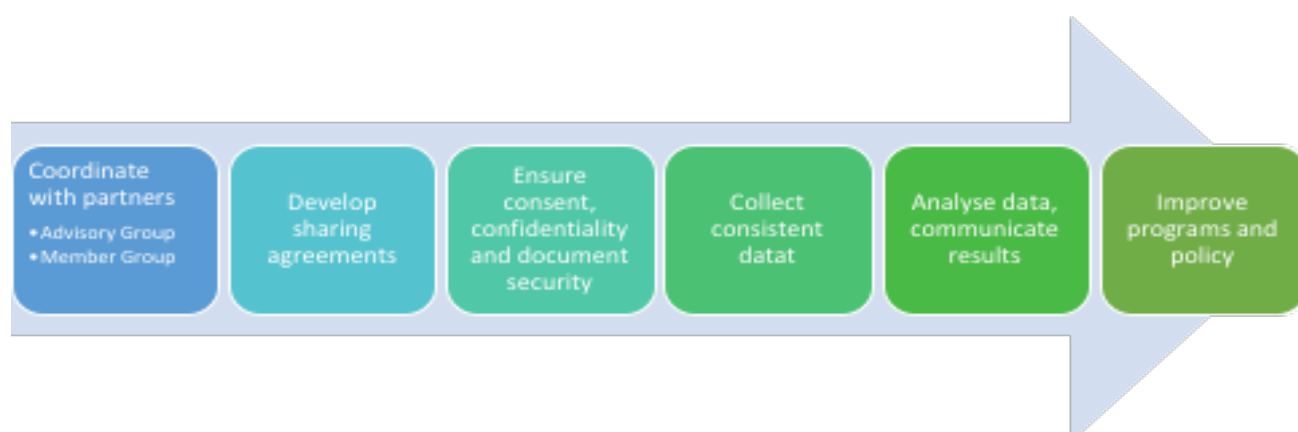 Coordinate
with partners
•Advisory Group
•Member Group
Develop
sharing
agreements
Ensure
consent,
confidentiality
and document
security
Collect
consistent
datat
Analyse data,
communicate
results
Improve
programs and
policy